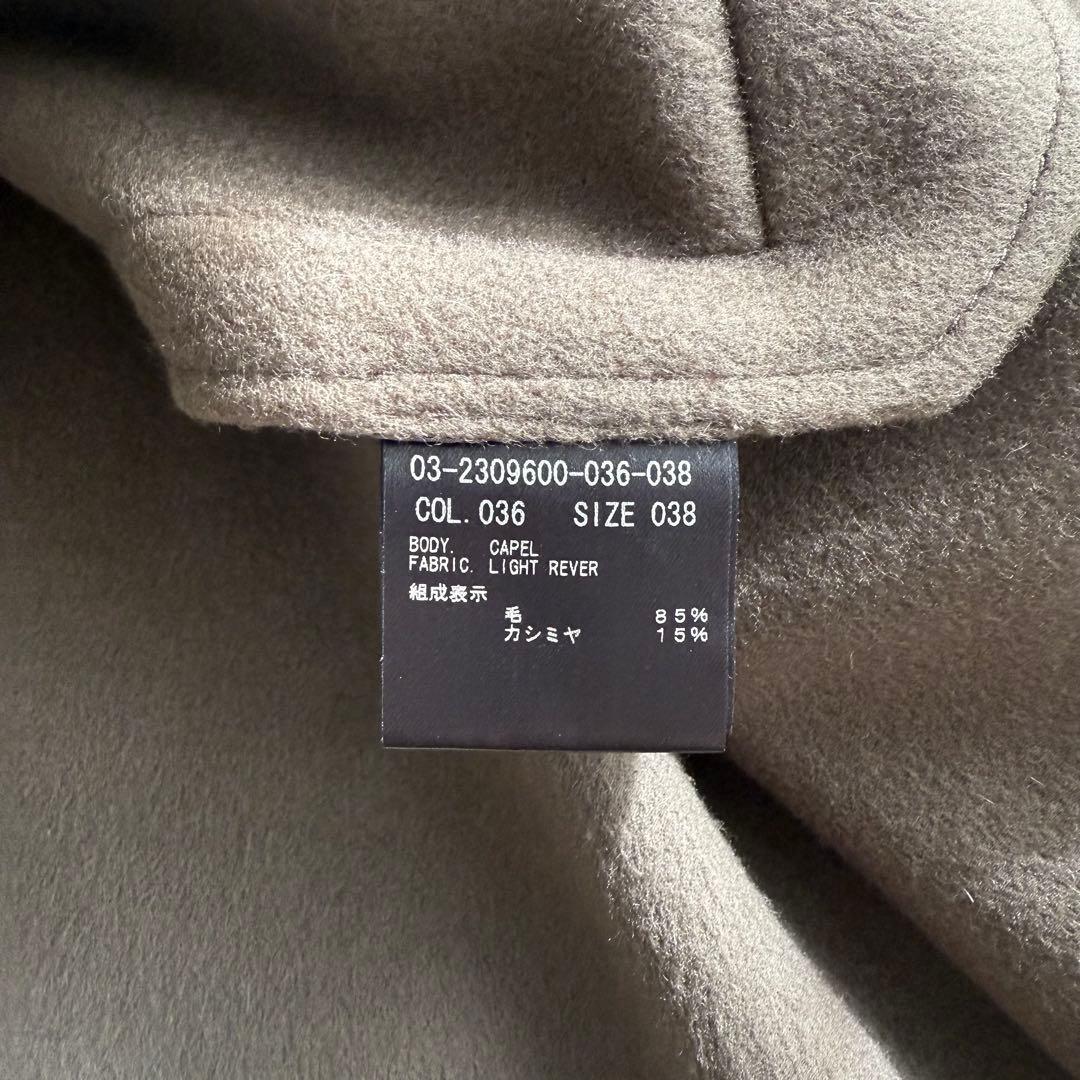 03-2309600-036-038
COL. 036 SIZE 038
BODY. CAPEL
FABRIC. LIGHT REVER
組成表示
毛 85%
カシミヤ 15%